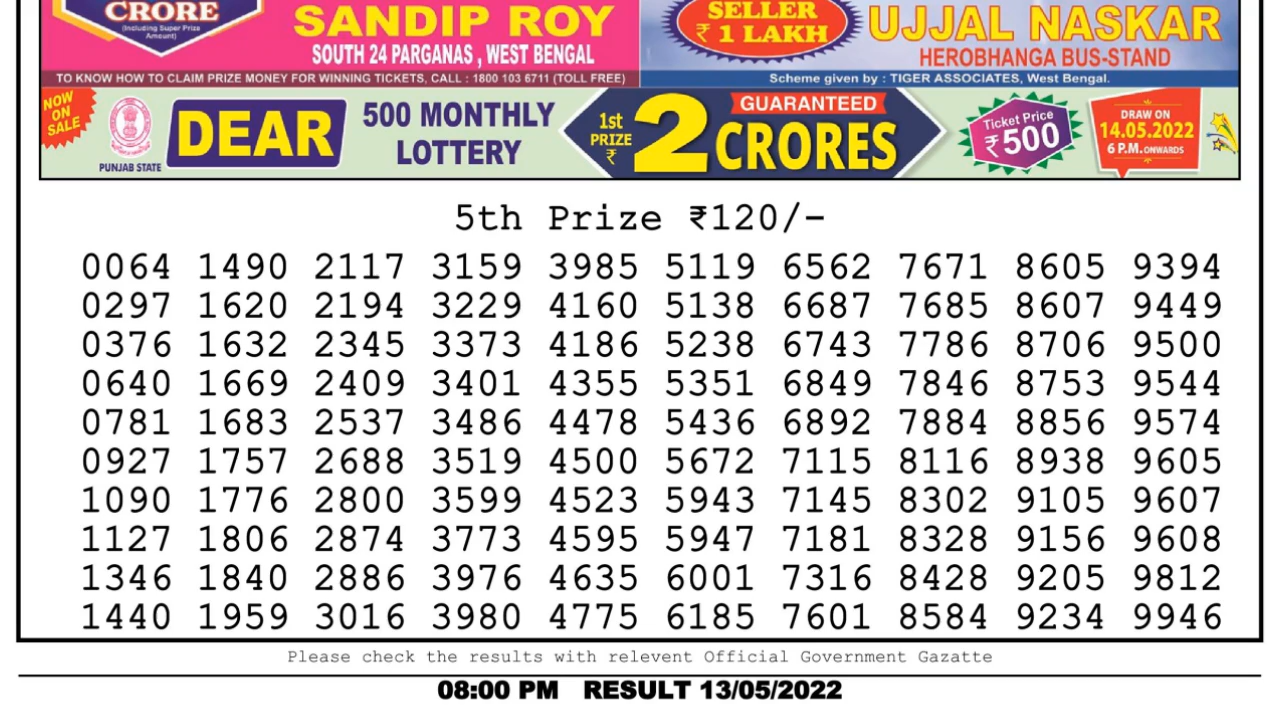 CRORE
(Including Super Prize
Amount)
SANDIP ROY
SOUTH 24 PARGANAS , WEST BENGAL
SELLER
₹ 1 LAKH
UJJAL NASKAR
HEROBHANGA BUS-STAND
TO KNOW HOW TO CLAIM PRIZE MONEY FOR WINNING TICKETS, CALL : 1800 103 6711 (TOLL FREE)
Scheme given by : TIGER ASSOCIATES, West Bengal.
NOW
ON
SALE
PUNJAB STATE
DEAR
500 MONTHLY
LOTTERY
1st
PRIZE
₹
2
GUARANTEED
CRORES
Ticket Price
₹500
DRAW ON
14.05.2022
6 P.M. ONWARDS
5th Prize ₹120/-
0064 1490 2117 3159 3985 5119 6562 7671 8605 9394
0297 1620 2194 3229 4160 5138 6687 7685 8607 9449
0376 1632 2345 3373 4186 5238 6743 7786 8706 9500
0640 1669 2409 3401 4355 5351 6849 7846 8753 9544
0781 1683 2537 3486 4478 5436 6892 7884 8856 9574
0927 1757 2688 3519 4500 5672 7115 8116 8938 9605
1090 1776 2800 3599 4523 5943 7145 8302 9105 9607
1127 1806 2874 3773 4595 5947 7181 8328 9156 9608
1346 1840 2886 3976 4635 6001 7316 8428 9205 9812
1440 1959 3016 3980 4775 6185 7601 8584 9234 9946
Please check the results with relevent Official Government Gazatte
08:00 PM RESULT 13/05/2022